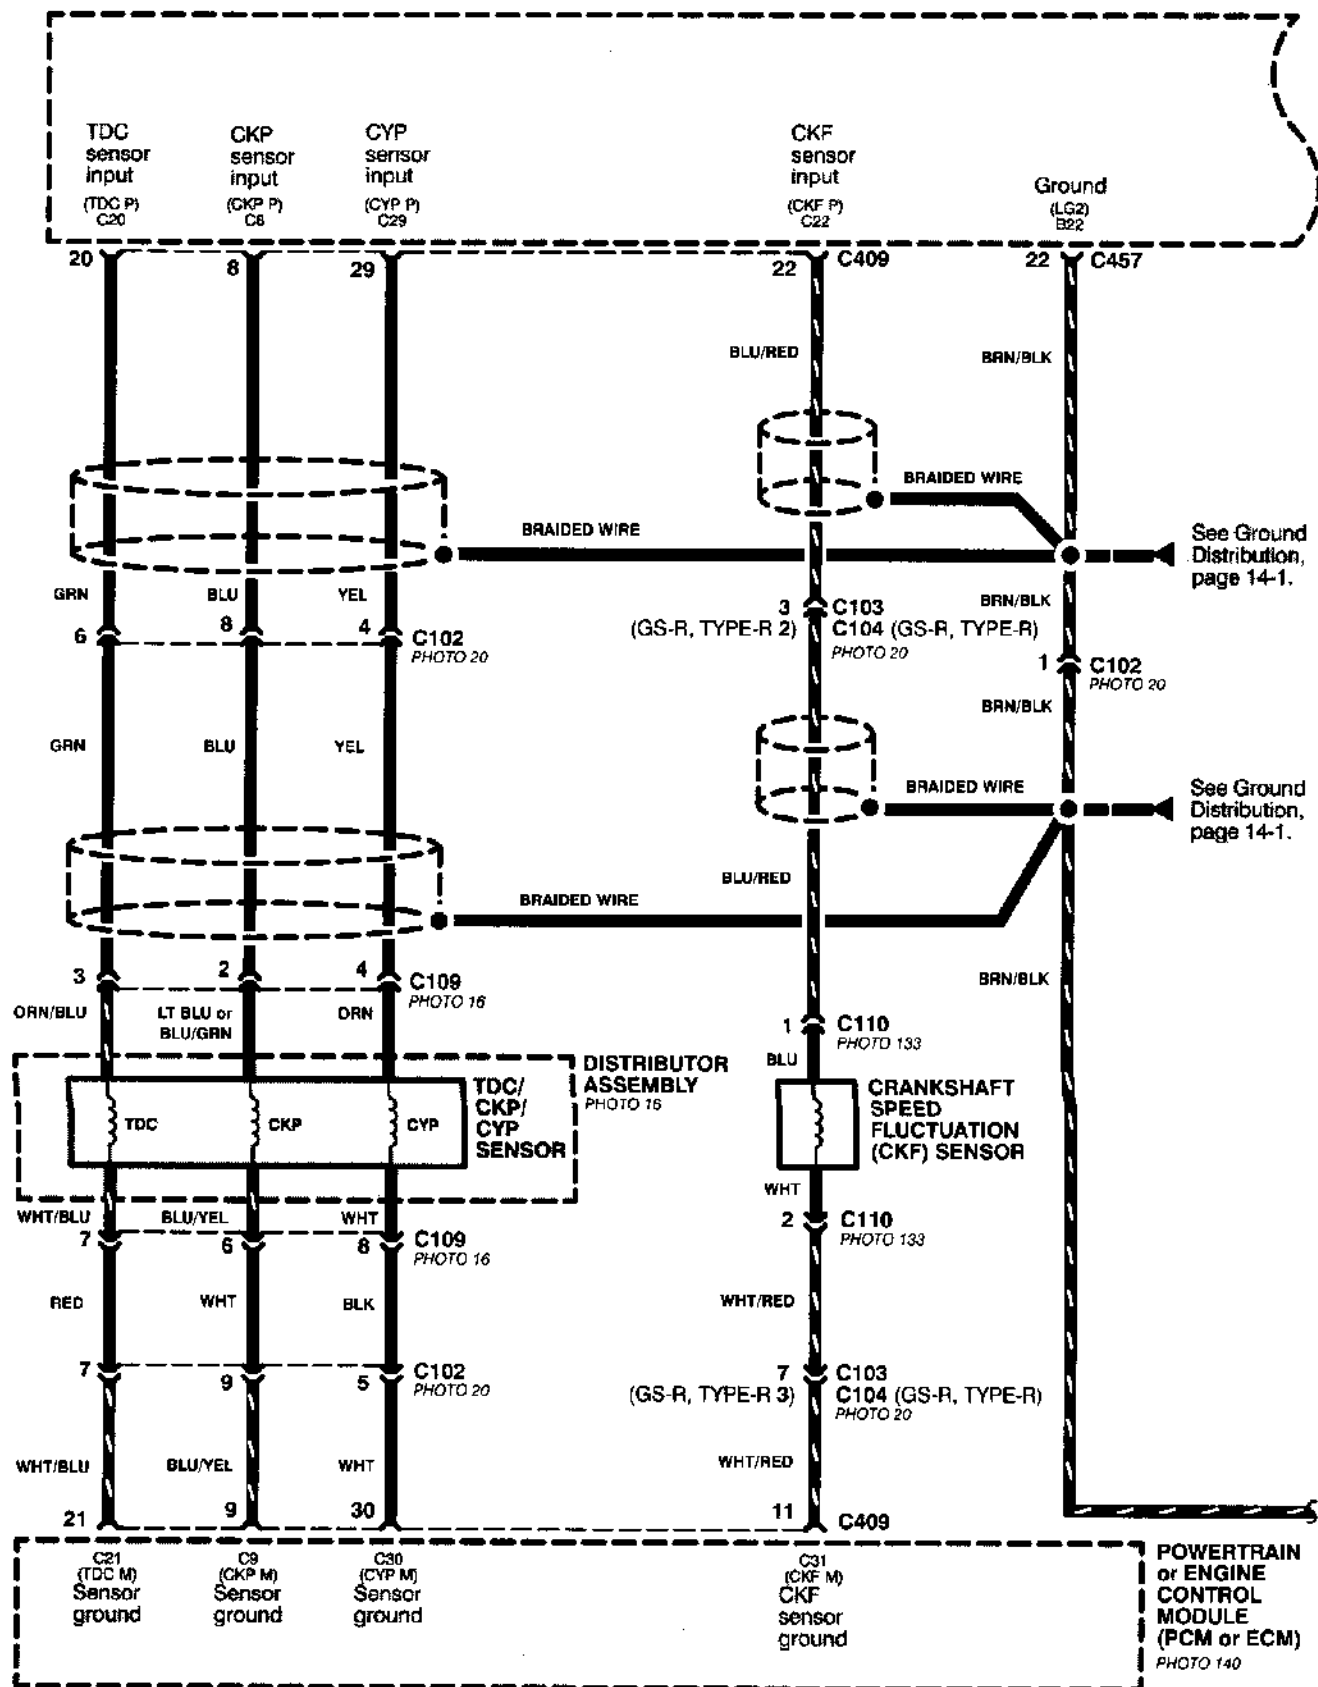 TDC
sensor
input
(TDC P)
C20
CKP
sensor
input
(CKP P)
C8
CYP
sensor
input
(CYP P)
C29
CKF
sensor
input
(CKF P)
C22
Ground
(LG2)
B22
20
8
29
22
C409
22
C457
BLU/RED
BRN/BLK
BRAIDED WIRE
BRAIDED WIRE
See Ground
Distribution,
page 14-1.
GRN
BLU
YEL
BRN/BLK
6
8
4
C102
PHOTO 20
3
C103
(GS-R, TYPE-R 2)
C104 (GS-R, TYPE-R)
PHOTO 20
1
C102
PHOTO 20
BRN/BLK
GRN
BLU
YEL
BRAIDED WIRE
See Ground
Distribution,
page 14-1.
BLU/RED
BRAIDED WIRE
BRN/BLK
3
2
4
C109
PHOTO 16
ORN/BLU
LT BLU or
BLU/GRN
ORN
1
C110
PHOTO 133
BLU
DISTRIBUTOR
ASSEMBLY
PHOTO 16
TDC
CKP
CYP
TDC/
CKP/
CYP
SENSOR
CRANKSHAFT
SPEED
FLUCTUATION
(CKF) SENSOR
WHT/BLU
BLU/YEL
WHT
WHT
7
6
8
C109
PHOTO 16
2
C110
PHOTO 133
RED
WHT
BLK
WHT/RED
7
9
5
C102
PHOTO 20
7
C103
(GS-R, TYPE-R 3)
C104 (GS-R, TYPE-R)
PHOTO 20
WHT/BLU
BLU/YEL
WHT
WHT/RED
21
9
30
11
C409
C21
(TDC M)
Sensor
ground
C9
(CKP M)
Sensor
ground
C30
(CYP M)
Sensor
ground
C31
(CKF M)
CKF
sensor
ground
POWERTRAIN
or ENGINE
CONTROL
MODULE
(PCM or ECM)
PHOTO 140